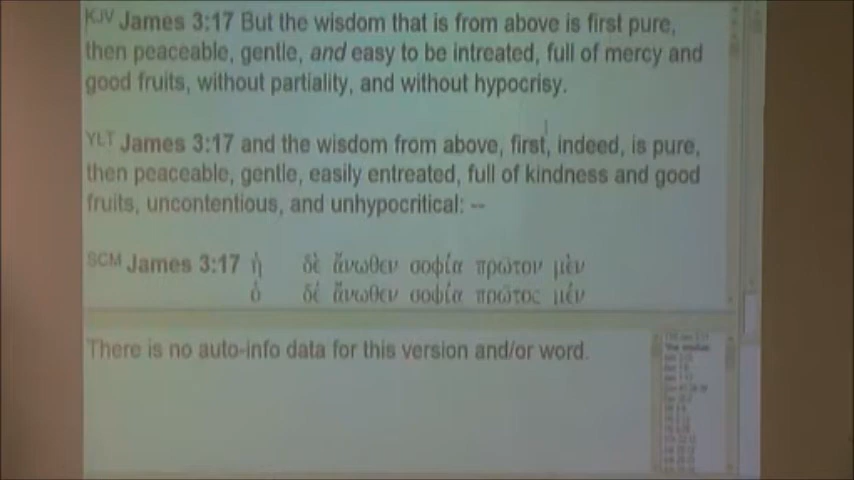 KJV James 3:17 But the wisdom that is from above is first pure,
then peaceable, gentle, and easy to be intreated, full of mercy and
good fruits, without partiality, and without hypocrisy.
YLT James 3:17 and the wisdom from above, first, indeed, is pure,
then peaceable, gentle, easily entreated, full of kindness and good
fruits, uncontentious, and unhypocritical: --
SCM James 3:17 ἡ δὲ ἄνωθεν σοφία πρῶτον μὲν
ὁ δέ ἄνωθεν σοφία πρῶτος μέν
There is no auto-info data for this version and/or word.